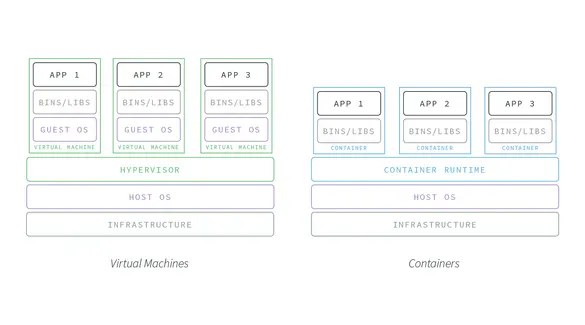 APP 1 APP 2 APP 3
BINS/LIBS BINS/LIBS BINS/LIBS
GUEST OS GUEST OS GUEST OS
VIRTUAL MACHINE VIRTUAL MACHINE VIRTUAL MACHINE
HYPERVISOR
HOST OS
INFRASTRUCTURE
Virtual Machines
APP 1 APP 2 APP 3
BINS/LIBS BINS/LIBS BINS/LIBS
CONTAINER CONTAINER CONTAINER
CONTAINER RUNTIME
HOST OS
INFRASTRUCTURE
Containers